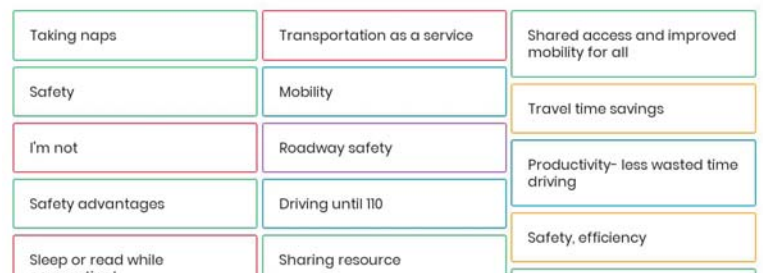 Taking naps
Safety
I'm not
Safety advantages
Sleep or read while
Transportation as a service
Mobility
Roadway safety
Driving until 110
Sharing resource
Shared access and improved
mobility for all
Travel time savings
Productivity- less wasted time
driving
Safety, efficiency